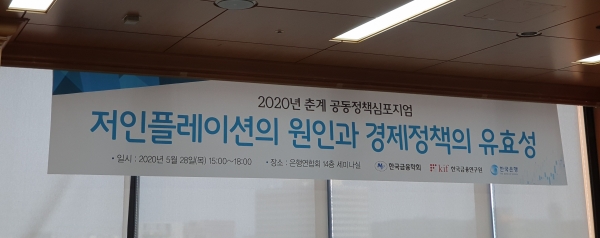 2020년 춘계 공동정책심포지엄
저인플레이션의 원인과 경제정책의 유효성
• 일시 : 2020년 5월 28일(목) 15:00~18:00 • 장소 : 은행연합회 14층 세미나실 한국금융학회 kif 한국금융연구원 한국은행